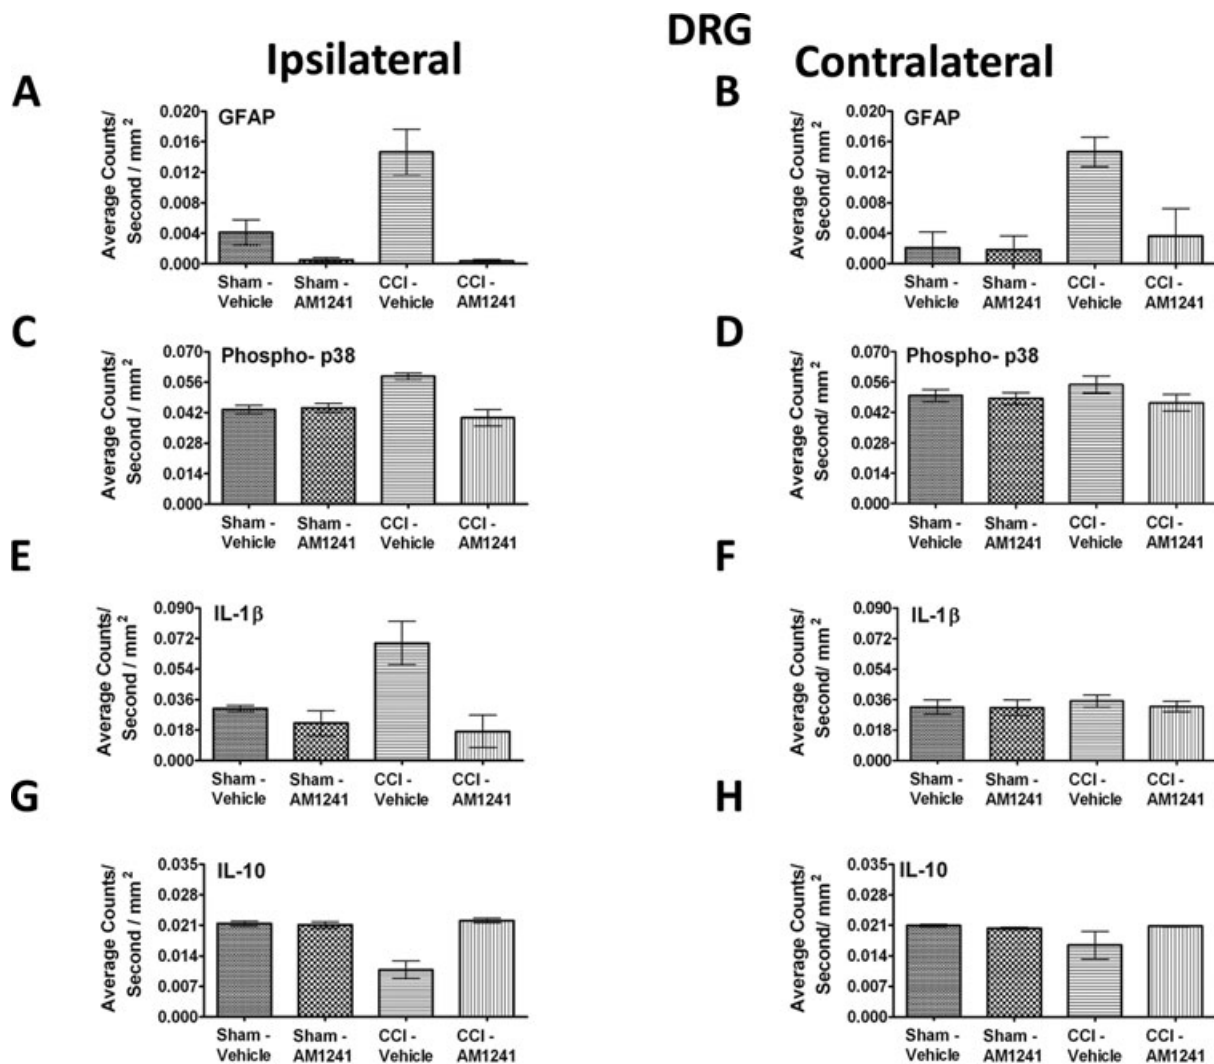 DRG
Ipsilateral
Contralateral
A
GFAP
Average Counts/
Second / mm²
0.020
0.016
0.012
0.008
0.004
0.000
Sham -
Vehicle
Sham -
AM1241
CCI -
Vehicle
CCI -
AM1241
B
GFAP
Average Counts/
Second/ mm²
0.020
0.016
0.012
0.008
0.004
0.000
Sham -
Vehicle
Sham -
AM1241
CCI -
Vehicle
CCI -
AM1241
C
Phospho- p38
Average Counts/
Second / mm²
0.070
0.056
0.042
0.028
0.014
0.000
Sham -
Vehicle
Sham -
AM1241
CCI -
Vehicle
CCI -
AM1241
D
Phospho- p38
Average Counts/
Second/ mm²
0.070
0.056
0.042
0.028
0.014
0.000
Sham -
Vehicle
Sham -
AM1241
CCI -
Vehicle
CCI -
AM1241
E
IL-1β
Average Counts/
Second / mm²
0.090
0.072
0.054
0.036
0.018
0.000
Sham -
Vehicle
Sham -
AM1241
CCI -
Vehicle
CCI -
AM1241
F
IL-1β
Average Counts/
Second/ mm²
0.090
0.072
0.054
0.036
0.018
0.000
Sham -
Vehicle
Sham -
AM1241
CCI -
Vehicle
CCI -
AM1241
G
IL-10
Average Counts/
Second / mm²
0.035
0.028
0.021
0.014
0.007
0.000
Sham -
Vehicle
Sham -
AM1241
CCI -
Vehicle
CCI -
AM1241
H
IL-10
Average Counts/
Second/ mm²
0.035
0.028
0.021
0.014
0.007
0.000
Sham -
Vehicle
Sham -
AM1241
CCI -
Vehicle
CCI -
AM1241